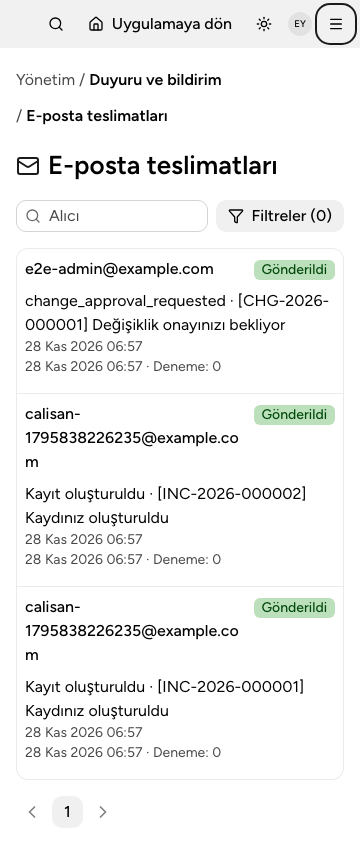 Uygulamaya dön EY
Yönetim / Duyuru ve bildirim
/ E-posta teslimatları
E-posta teslimatları
Alıcı Filtreler (0)
e2e-admin@example.com Gönderildi
change_approval_requested · [CHG-2026-
000001] Değişiklik onayınızı bekliyor
28 Kas 2026 06:57
28 Kas 2026 06:57 · Deneme: 0
calisan- Gönderildi
1795838226235@example.co
m
Kayıt oluşturuldu · [INC-2026-000002]
Kaydınız oluşturuldu
28 Kas 2026 06:57
28 Kas 2026 06:57 · Deneme: 0
calisan- Gönderildi
1795838226235@example.co
m
Kayıt oluşturuldu · [INC-2026-000001]
Kaydınız oluşturuldu
28 Kas 2026 06:57
28 Kas 2026 06:57 · Deneme: 0
1